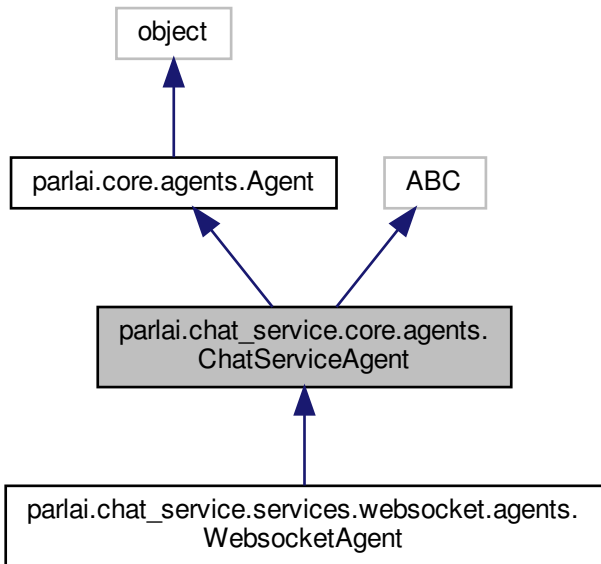 object
parlai.core.agents.Agent
ABC
parlai.chat_service.core.agents.
ChatServiceAgent
parlai.chat_service.services.websocket.agents.
WebsocketAgent